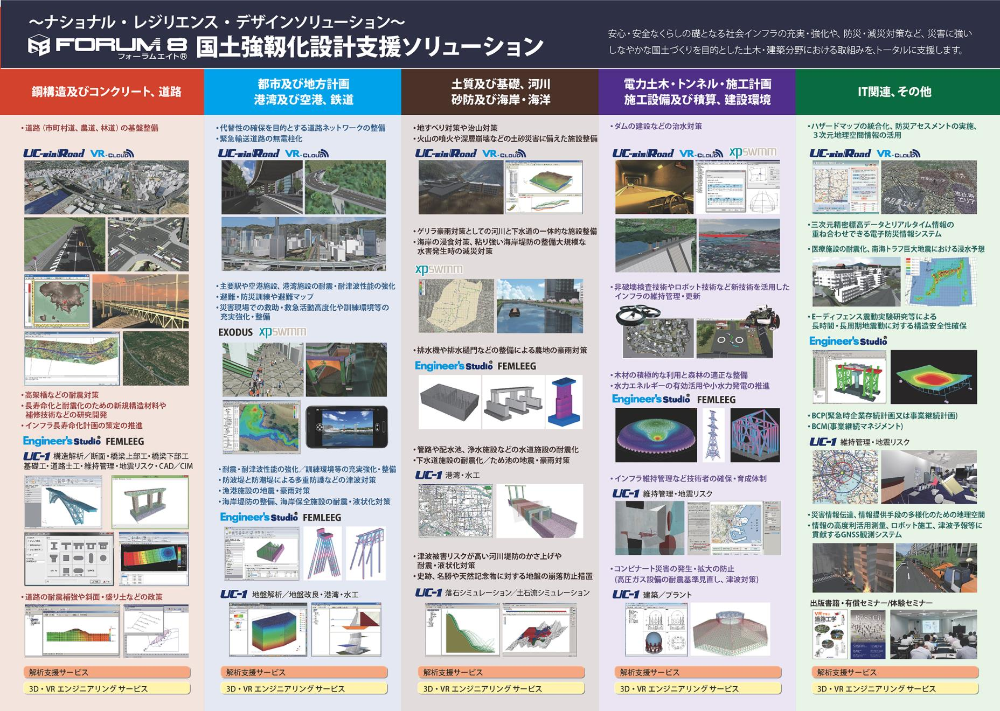 ～ナショナル・レジリエンス・デザインソリューション～
FORUM 8
フォーラムエイト®
国土強靱化設計支援ソリューション
安心・安全なくらしの礎となる社会インフラの充実・強化や、防災・減災対策など、災害に強い
しなやかな国土づくりを目的とした土木・建築分野における取組みを、トータルに支援します。
鋼構造及びコンクリート、道路
・道路（市町村道、農道、林道）の基盤整備
UC-win/Road VR-CLOUD
・高架橋などの耐震対策
・長寿命化と耐震化のための新規構造材料や
補修技術などの研究開発
・インフラ長寿命化計画の策定の推進
Engineer's Studio® FEMLEEG
UC-1 構造解析／断面・橋梁上部工・橋梁下部工
基礎工・道路土工・維持管理・地震リスク・CAD／CIM
・道路の耐震補強や斜面・盛り土などの政策
解析支援サービス
3D・VR エンジニアリングサービス
都市及び地方計画
港湾及び空港、鉄道
・代替性の確保を目的とする道路ネットワークの整備
・緊急輸送道路の無電柱化
UC-win/Road VR-CLOUD
・主要駅や空港施設、港湾施設の耐震・耐津波性能の強化
・避難・防災訓練や避難マップ
・災害現場での救助・救急活動高度化や訓練環境等の
充実強化・整備
EXODUS xpswmm
・耐震・耐津波性能の強化／訓練環境等の充実強化・整備
・防波堤と防潮堤による多重防護などの津波対策
・漁港施設の地震・豪雨対策
・海岸堤防の整備、海岸保全施設の耐震・液状化対策
Engineer's Studio® FEMLEEG
UC-1 地盤解析／地盤改良・港湾・水工
解析支援サービス
3D・VR エンジニアリングサービス
土質及び基礎、河川
砂防及び海岸・海洋
・地すべり対策や治山対策
・火山の噴火や深層崩壊などの土砂災害に備えた施設整備
UC-win/Road VR-CLOUD
・ゲリラ豪雨対策としての河川と下水道の一体的な施設整備
・海岸の浸食対策、粘り強い海岸堤防の整備大規模な
水害発生時の減災対策
xpswmm
・排水機や排水樋門などの整備による農地の豪雨対策
Engineer's Studio® FEMLEEG
・管路や配水池、浄水施設などの水道施設の耐震化
・下水道施設の耐震化／ため池の地震・豪雨対策
UC-1 港湾・水工
・津波被害リスクが高い河川堤防のかさ上げや
耐震・液状化対策
・史跡、名勝や天然記念物に対する地盤の崩落防止措置
UC-1 落石シミュレーション／土石流シミュレーション
解析支援サービス
3D・VR エンジニアリングサービス
電力土木・トンネル・施工計画
施工設備及び積算、建設環境
・ダムの建設などの治水対策
UC-win/Road VR-CLOUD xpswmm
・非破壊検査技術やロボット技術など新技術を活用した
インフラの維持管理・更新
・木材の積極的な利用と森林の適正な整備
・水力エネルギーの有効活用や小水力発電の推進
Engineer's Studio® FEMLEEG
・インフラ維持管理など技術者の確保・育成体制
UC-1 維持管理・地震リスク
・コンビナート災害の発生・拡大の防止
(高圧ガス設備の耐震基準見直し、津波対策)
UC-1 建築／プラント
解析支援サービス
3D・VR エンジニアリングサービス
IT関連、その他
・ハザードマップの統合化、防災アセスメントの実施、
３次元地理空間情報の活用
UC-win/Road VR-CLOUD
代官山エリア
恵比寿
エリア
中目黒エリア
・三次元精密標高データとリアルタイム情報の
重ね合わせできる電子防災情報システム
・医療施設の耐震化、南海トラフ巨大地震における浸水予想
・Eーディフェンス震動実験研究等による
長時間・長周期地震動に対する構造安全性確保
Engineer's Studio®
・BCP(緊急時企業存続計画又は事業継続計画)
・BCM(事業継続マネジメント)
UC-1 維持管理・地震リスク
・災害情報伝達、情報提供手段の多様化のための地理空間
・情報の高度利活用測量、ロボット施工、津波予報等に
貢献するGNSS観測システム
出版書籍・有償セミナー/体験セミナー
VRで学ぶ
道路工学
BeSeCu
解析支援サービス
3D・VR エンジニアリングサービス